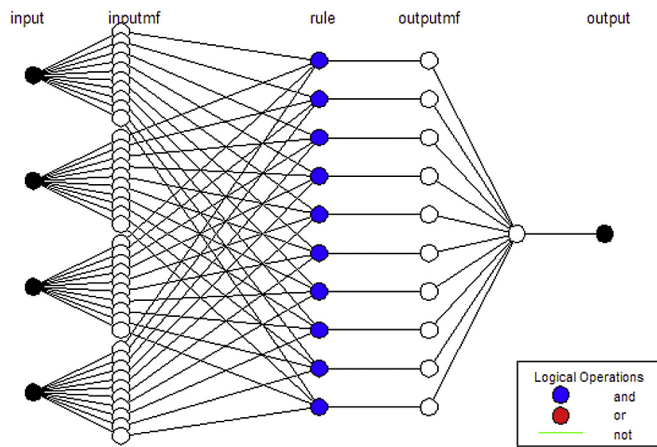 input inputmf rule outputmf output
Logical Operations
and
or
not